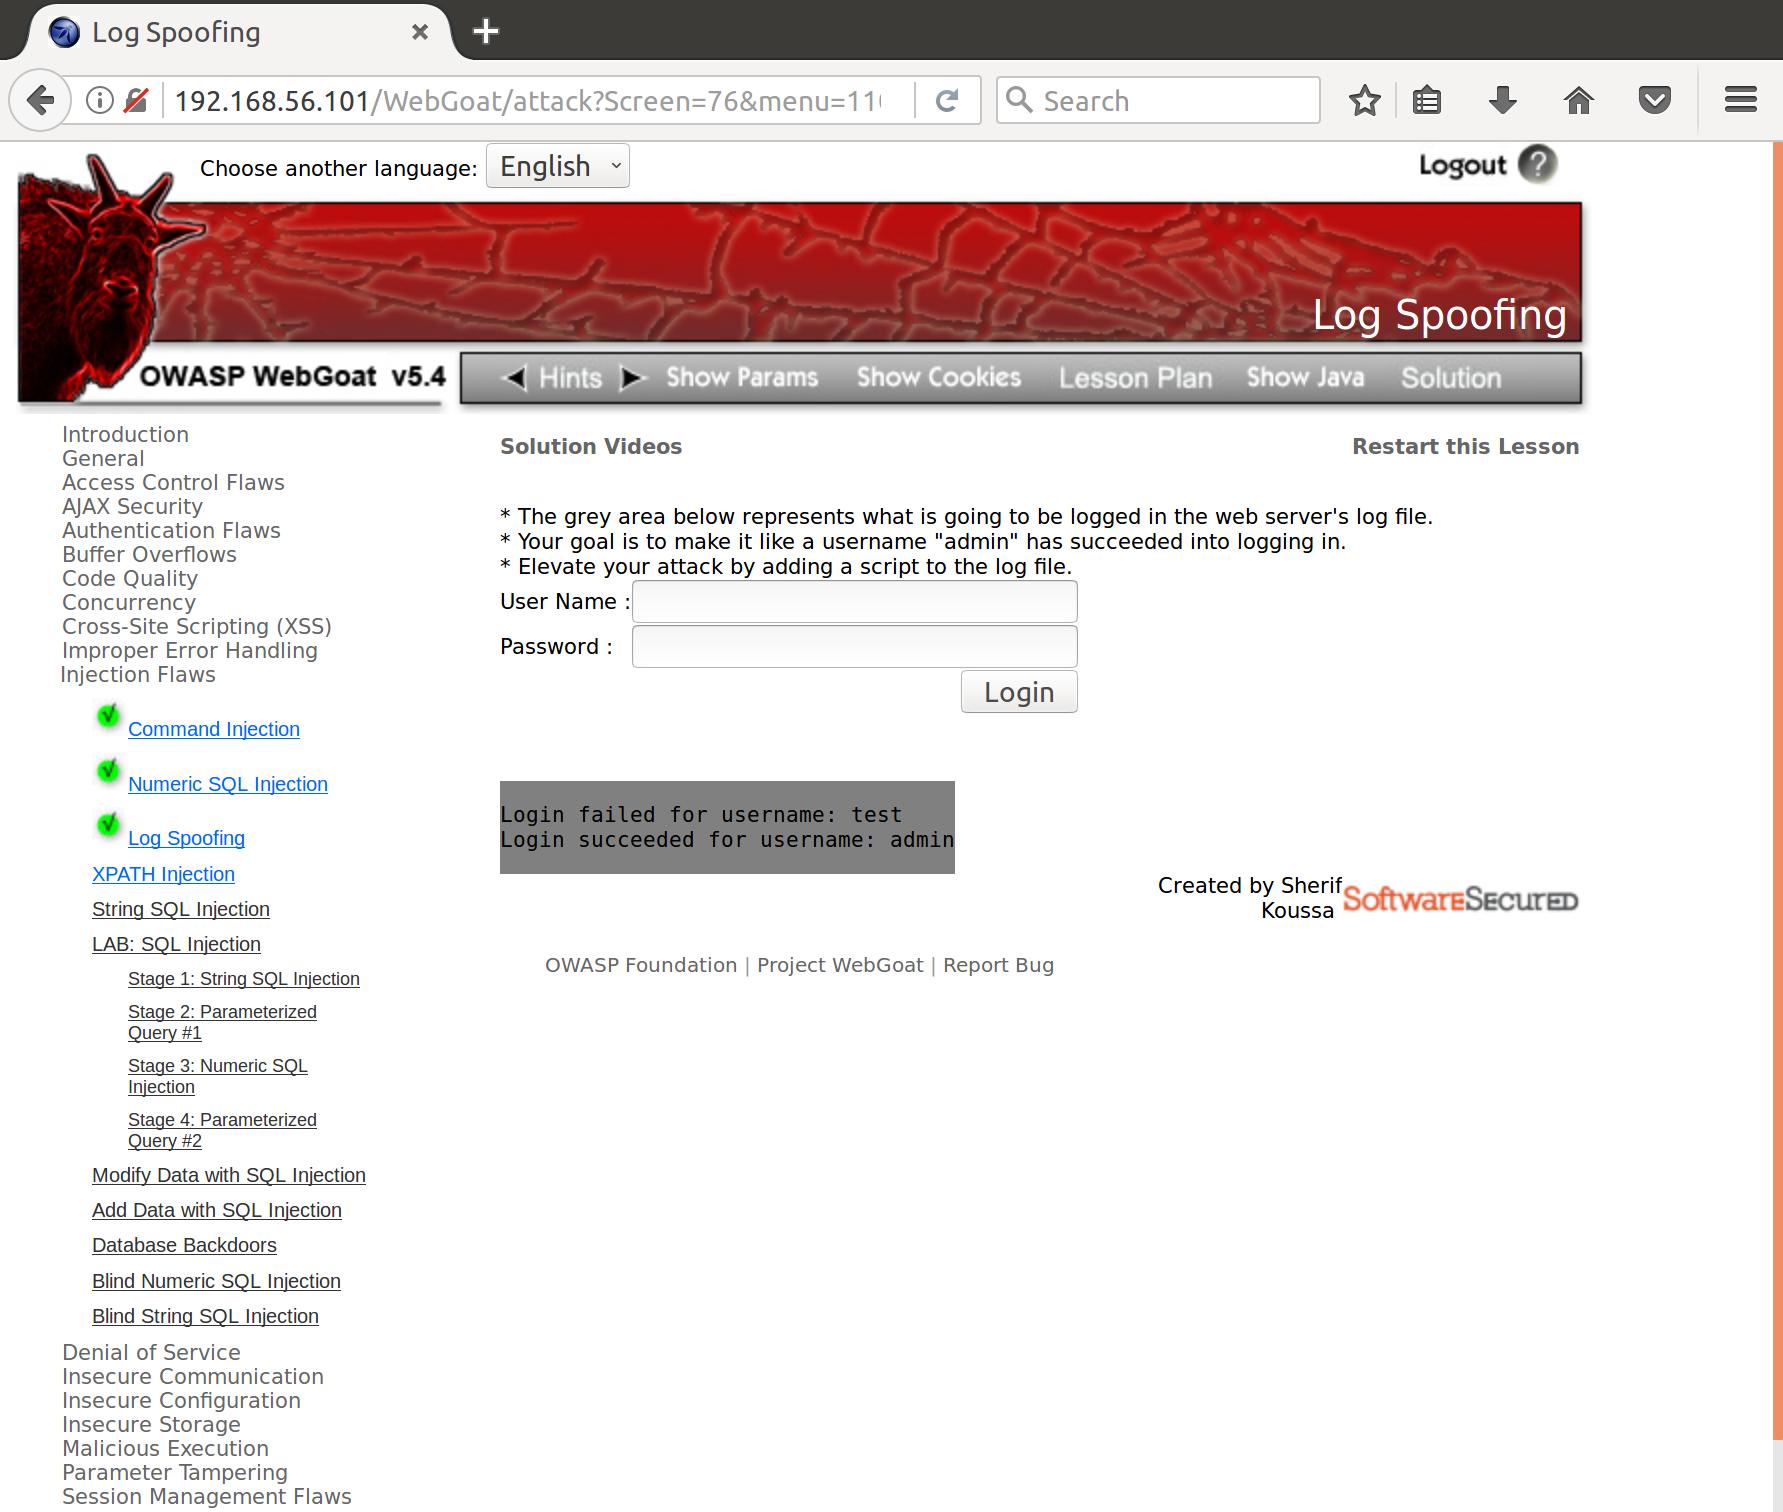 Log Spoofing
192.168.56.101/WebGoat/attack?Screen=76&menu=11
Search
Choose another language: English
Logout ?
Log Spoofing
OWASP WebGoat v5.4
Hints Show Params Show Cookies Lesson Plan Show Java Solution
Introduction
General
Access Control Flaws
AJAX Security
Authentication Flaws
Buffer Overflows
Code Quality
Concurrency
Cross-Site Scripting (XSS)
Improper Error Handling
Injection Flaws
Command Injection
Numeric SQL Injection
Log Spoofing
XPATH Injection
String SQL Injection
LAB: SQL Injection
Stage 1: String SQL Injection
Stage 2: Parameterized
Query #1
Stage 3: Numeric SQL
Injection
Stage 4: Parameterized
Query #2
Modify Data with SQL Injection
Add Data with SQL Injection
Database Backdoors
Blind Numeric SQL Injection
Blind String SQL Injection
Denial of Service
Insecure Communication
Insecure Configuration
Insecure Storage
Malicious Execution
Parameter Tampering
Session Management Flaws
Solution Videos
Restart this Lesson
* The grey area below represents what is going to be logged in the web server's log file.
* Your goal is to make it like a username "admin" has succeeded into logging in.
* Elevate your attack by adding a script to the log file.
User Name :
Password :
Login
Login failed for username: test
Login succeeded for username: admin
Created by Sherif
Koussa
SoftwareSecured
OWASP Foundation | Project WebGoat | Report Bug